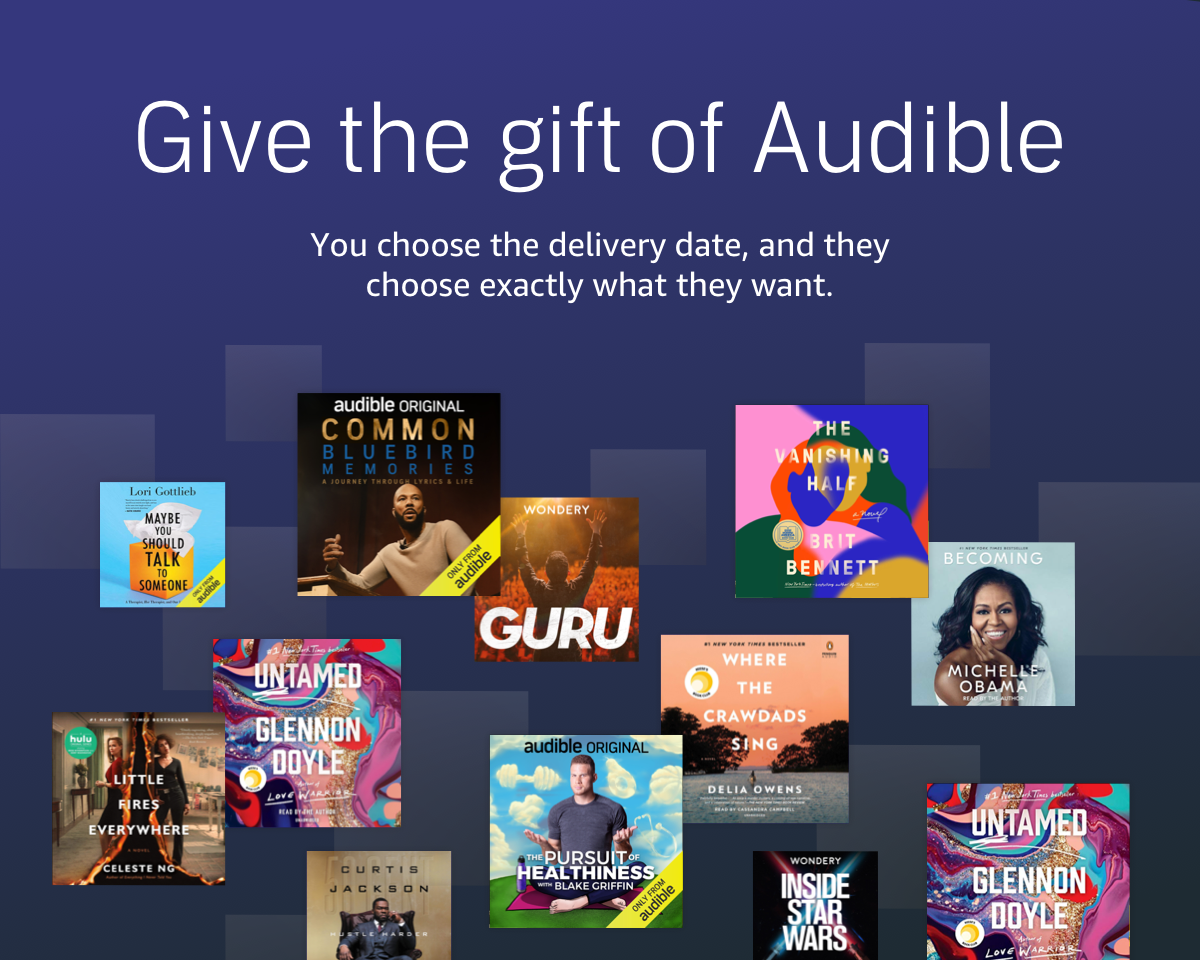 Give the gift of Audible
You choose the delivery date, and they
choose exactly what they want.
audible ORIGINAL
COMMON
BLUEBIRD
MEMORIES
A JOURNEY THROUGH LYRICS & LIFE
ONLY FROM
audible
THE
VANISHING
HALF
a novel
BRIT
BENNETT
Lori Gottlieb
MAYBE
YOU
SHOULD
TALK
TO
SOMEONE
ONLY FROM
audible
WONDERY
GURU
#1 NEW YORK TIMES BESTSELLER
BECOMING
MICHELLE
OBAMA
READ BY THE AUTHOR
#1 New York Times bestseller
UNTAMED
GLENNON
DOYLE
Author of
LOVE WARRIOR
READ BY THE AUTHOR
UNABRIDGED
#1 NEW YORK TIMES BESTSELLER
WHERE
THE
CRAWDADS
SING
A NOVEL
DELIA OWENS
READ BY CASSANDRA CAMPBELL
#1 NEW YORK TIMES BESTSELLER
hulu
LITTLE
FIRES
EVERYWHERE
A NOVEL
CELESTE NG
Author of Everything I Never Told You
audible ORIGINAL
THE PURSUIT OF
HEALTHINESS
WITH BLAKE GRIFFIN
ONLY FROM
audible
CURTIS
JACKSON
HUSTLE HARDER
WONDERY
INSIDE
STAR
WARS
#1 New York Times bestseller
UNTAMED
GLENNON
DOYLE
Author of
LOVE WARRIOR